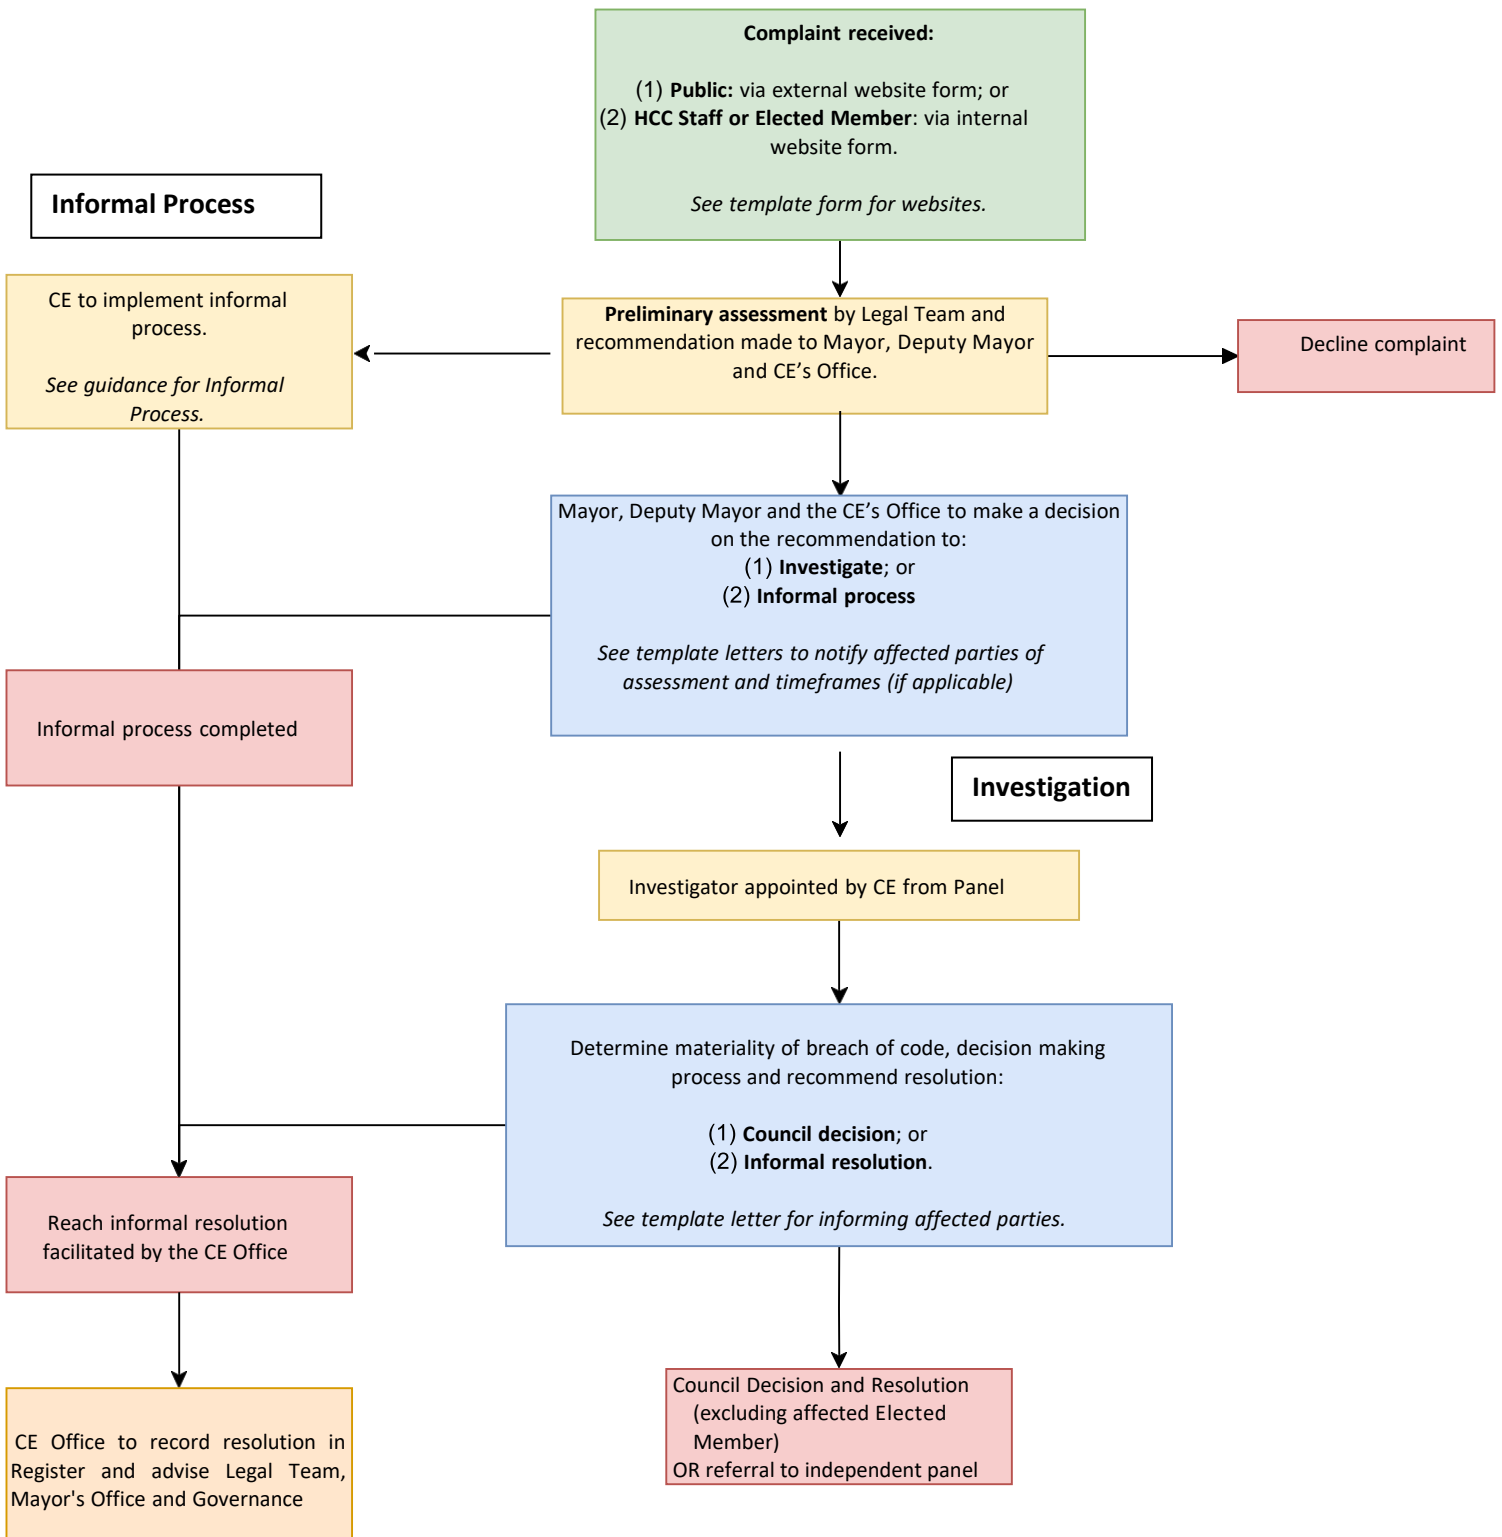 Complaint received:
(1) Public: via external website form; or
(2) HCC Staff or Elected Member: via internal
website form.
See template form for websites.
Informal Process
CE to implement informal
process.
See guidance for Informal
Process.
Preliminary assessment by Legal Team and
recommendation made to Mayor, Deputy Mayor
and CE’s Office.
Decline complaint
Mayor, Deputy Mayor and the CE’s Office to make a decision
on the recommendation to:
(1) Investigate; or
(2) Informal process
See template letters to notify affected parties of
assessment and timeframes (if applicable)
Informal process completed
Investigation
Investigator appointed by CE from Panel
Determine materiality of breach of code, decision making
process and recommend resolution:
(1) Council decision; or
(2) Informal resolution.
See template letter for informing affected parties.
Reach informal resolution
facilitated by the CE Office
Council Decision and Resolution
(excluding affected Elected
Member)
OR referral to independent panel
CE Office to record resolution in
Register and advise Legal Team,
Mayor's Office and Governance